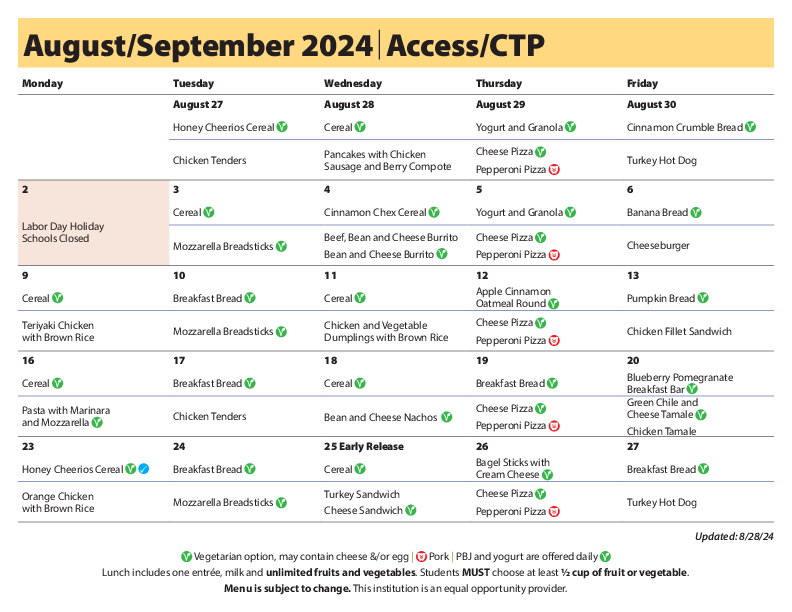 August/September 2024 | Access/CTP
Monday Tuesday Wednesday Thursday Friday
August 27 August 28 August 29 August 30
Honey Cheerios Cereal Cereal Yogurt and Granola Cinnamon Crumble Bread
Chicken Tenders
Pancakes with Chicken
Sausage and Berry Compote
Cheese Pizza
Pepperoni Pizza
Turkey Hot Dog
2 3 4 5 6
Labor Day Holiday
Schools Closed
Cereal Cinnamon Chex Cereal Yogurt and Granola Banana Bread
Mozzarella Breadsticks
Beef, Bean and Cheese Burrito
Bean and Cheese Burrito
Cheese Pizza
Pepperoni Pizza
Cheeseburger
9 10 11 12 13
Cereal Breakfast Bread Cereal
Apple Cinnamon
Oatmeal Round
Pumpkin Bread
Teriyaki Chicken
with Brown Rice
Mozzarella Breadsticks
Chicken and Vegetable
Dumplings with Brown Rice
Cheese Pizza
Pepperoni Pizza
Chicken Fillet Sandwich
16 17 18 19 20
Cereal Breakfast Bread Cereal Breakfast Bread
Blueberry Pomegranate
Breakfast Bar
Pasta with Marinara
and Mozzarella
Chicken Tenders
Bean and Cheese Nachos
Cheese Pizza
Pepperoni Pizza
Green Chile and
Cheese Tamale
Chicken Tamale
23 24 25 Early Release 26 27
Honey Cheerios Cereal Breakfast Bread Cereal
Bagel Sticks with
Cream Cheese
Breakfast Bread
Orange Chicken
with Brown Rice
Mozzarella Breadsticks
Turkey Sandwich
Cheese Sandwich
Cheese Pizza
Pepperoni Pizza
Turkey Hot Dog
Updated: 8/28/24
Vegetarian option, may contain cheese &/or egg | Pork | PBJ and yogurt are offered daily
Lunch includes one entrée, milk and unlimited fruits and vegetables. Students MUST choose at least ½ cup of fruit or vegetable.
Menu is subject to change. This institution is an equal opportunity provider.